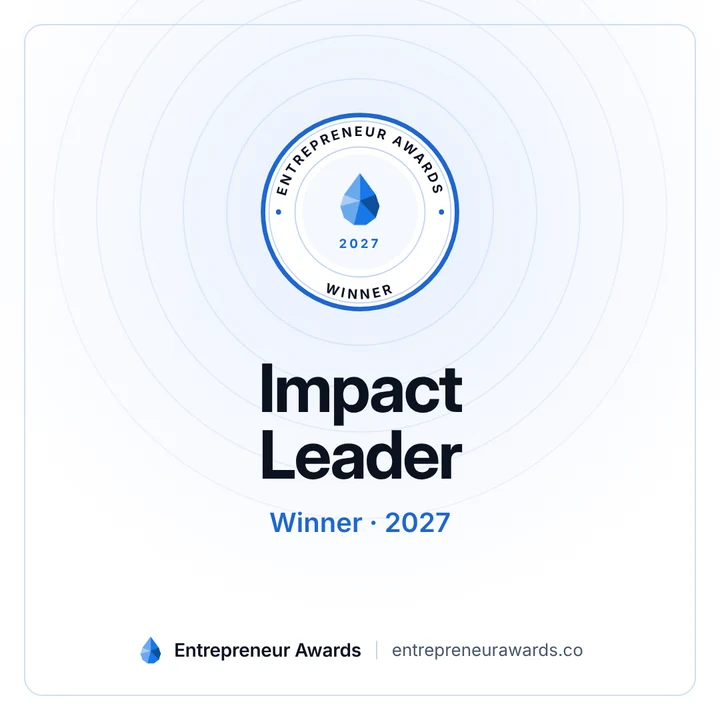 ENTREPRENEUR AWARDS
2027
WINNER
Impact
Leader
Winner · 2027
Entrepreneur Awards | entrepreneurawards.co